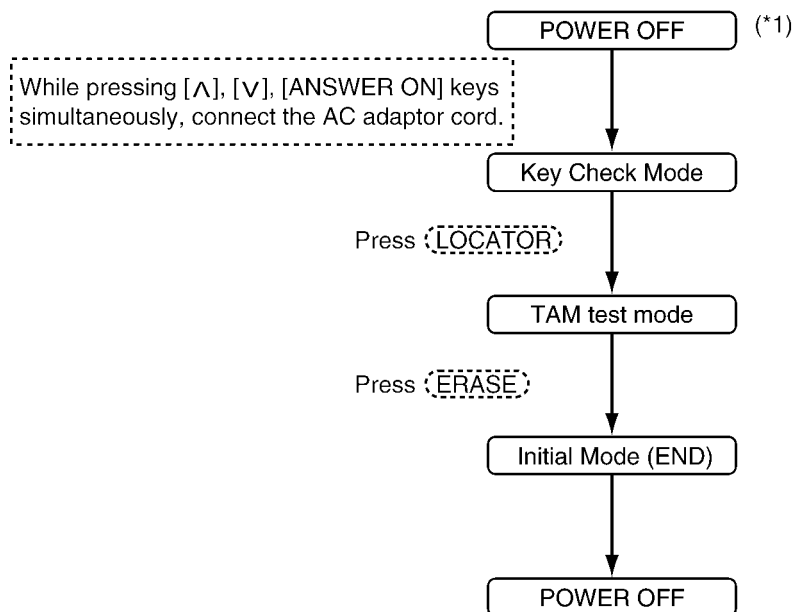 POWER OFF (*1)
While pressing [∧], [∨], [ANSWER ON] keys
simultaneously, connect the AC adaptor cord.
Key Check Mode
Press LOCATOR
TAM test mode
Press ERASE
Initial Mode (END)
POWER OFF